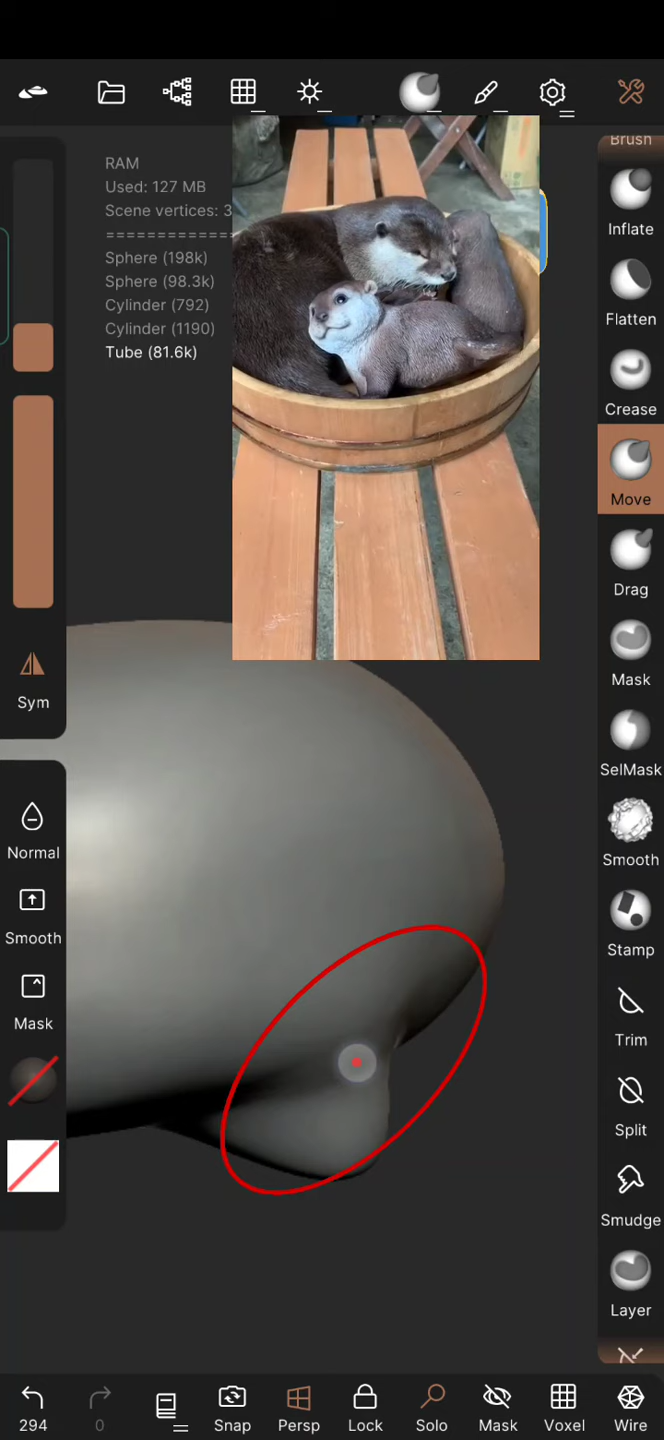 RAM
Used: 127 MB
Scene vertices: 3
Sphere (198k)
Sphere (98.3k)
Cylinder (792)
Cylinder (1190)
Tube (81.6k)
Sym
Normal
Smooth
Mask
Brush
Inflate
Flatten
Crease
Move
Drag
Mask
SelMask
Smooth
Stamp
Trim
Split
Smudge
Layer
294
0
Snap
Persp
Lock
Solo
Mask
Voxel
Wire